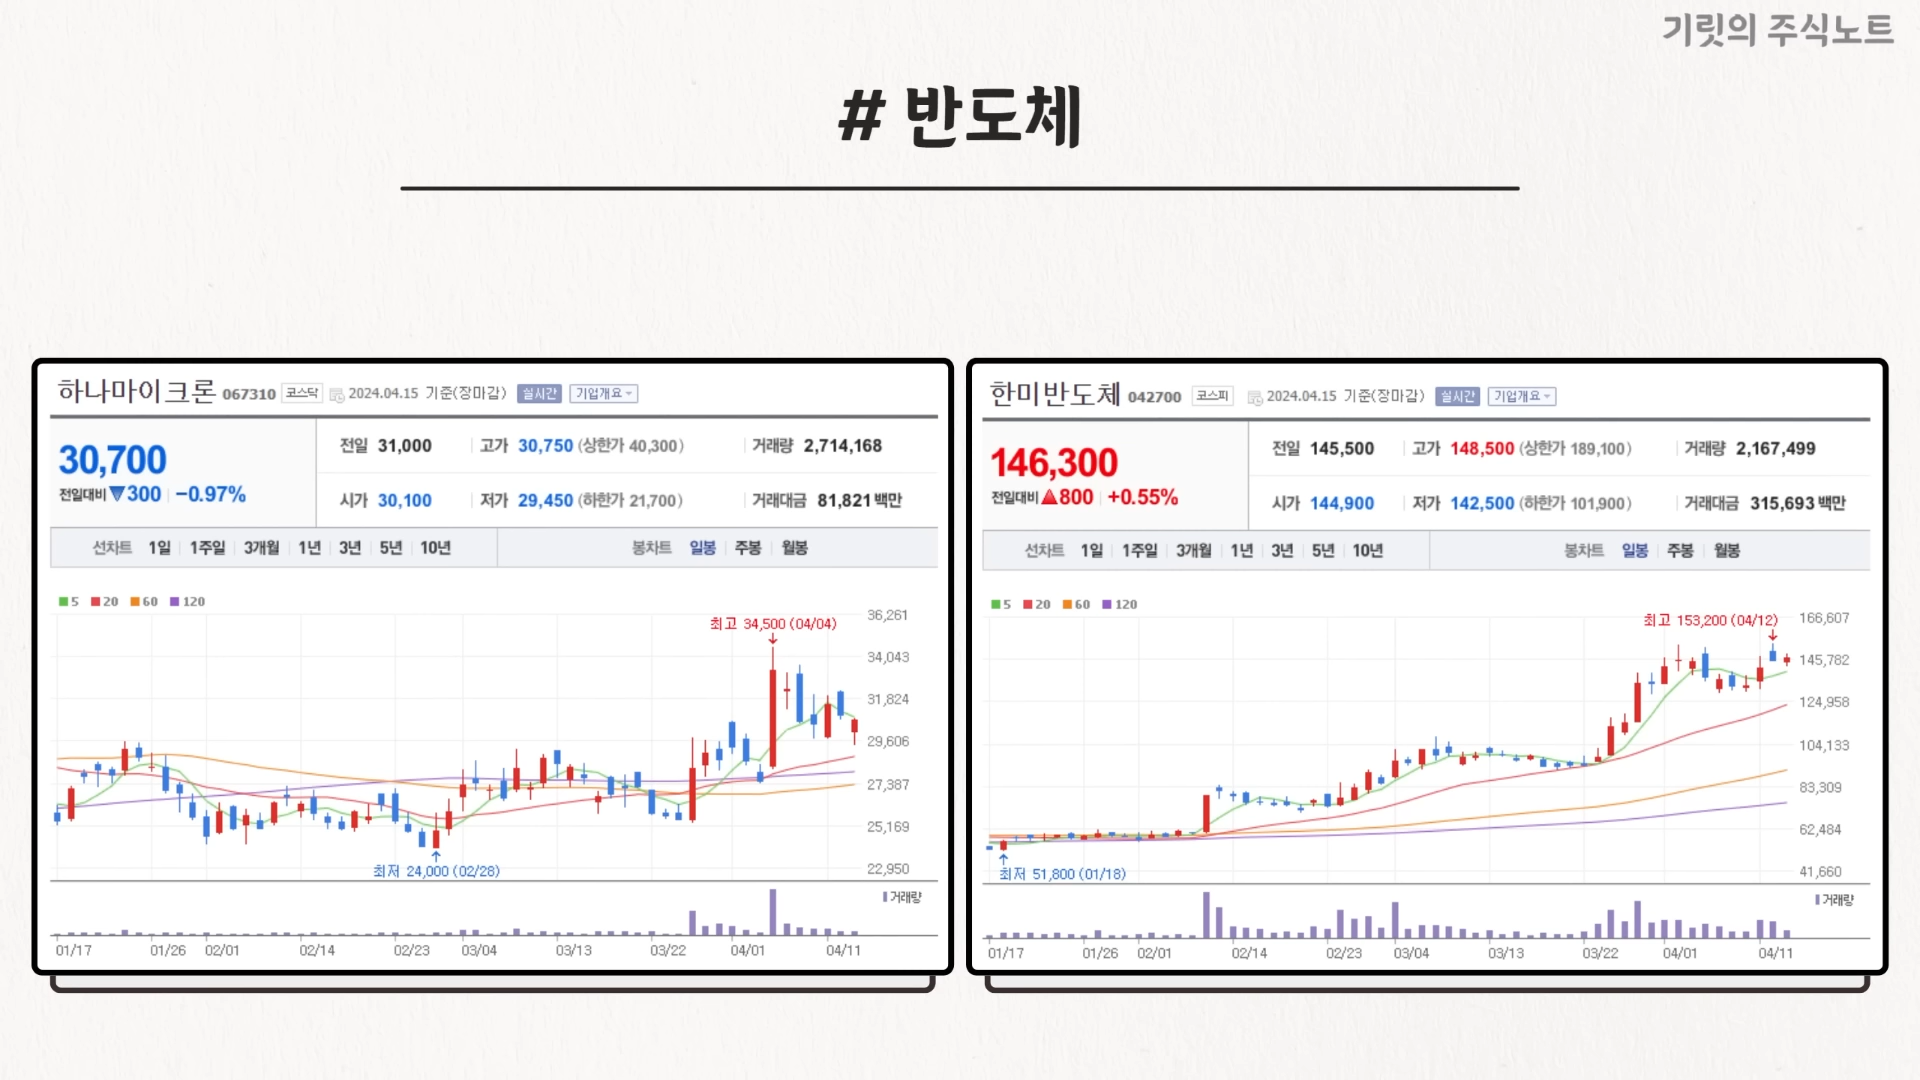 기릿의 주식노트
# 반도체
하나마이크론 067310 코스닥 2024.04.15 기준(장마감) 실시간 기업개요
30,700
전일대비 ▼300 -0.97%
전일 31,000 고가 30,750 (상한가 40,300) 거래량 2,714,168
시가 30,100 저가 29,450 (하한가 21,700) 거래대금 81,821 백만
선차트 1일 1주일 3개월 1년 3년 5년 10년 봉차트 일봉 주봉 월봉
5 20 60 120
최고 34,500 (04/04)
최저 24,000 (02/28)
36,261
34,043
31,824
29,606
27,387
25,169
22,950
거래량
01/17 01/26 02/01 02/14 02/23 03/04 03/13 03/22 04/01 04/11
한미반도체 042700 코스피 2024.04.15 기준(장마감) 실시간 기업개요
146,300
전일대비 ▲800 +0.55%
전일 145,500 고가 148,500 (상한가 189,100) 거래량 2,167,499
시가 144,900 저가 142,500 (하한가 101,900) 거래대금 315,693 백만
선차트 1일 1주일 3개월 1년 3년 5년 10년 봉차트 일봉 주봉 월봉
5 20 60 120
최고 153,200 (04/12)
최저 51,800 (01/18)
166,607
145,782
124,958
104,133
83,309
62,484
41,660
거래량
01/17 01/26 02/01 02/14 02/23 03/04 03/13 03/22 04/01 04/11